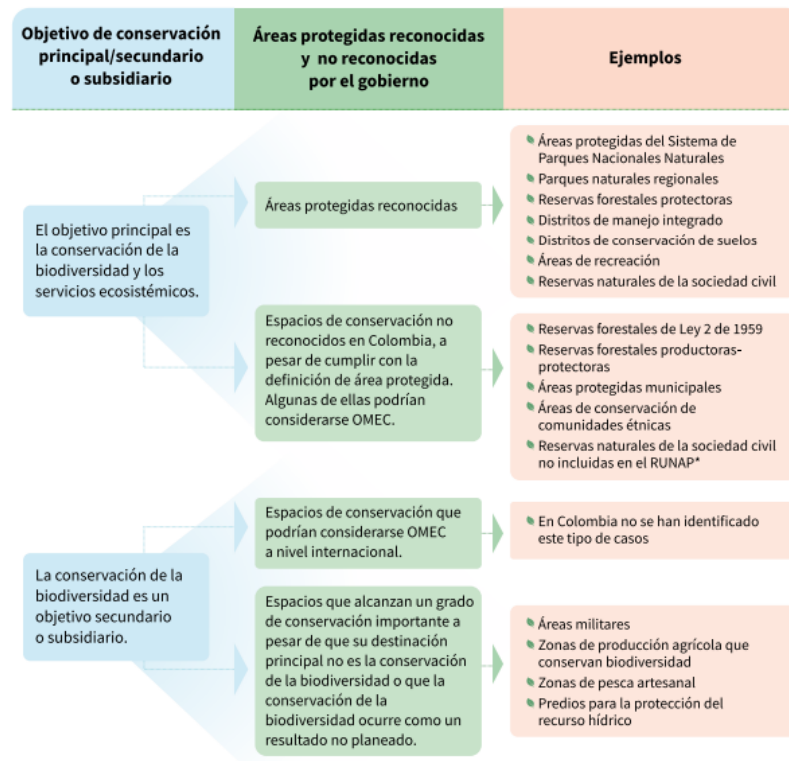 Objetivo de conservación
principal/secundario
o subsidiario
Áreas protegidas reconocidas
y no reconocidas
por el gobierno
Ejemplos
El objetivo principal es
la conservación de la
biodiversidad y los
servicios ecosistémicos.
Áreas protegidas reconocidas
Áreas protegidas del Sistema de
Parques Nacionales Naturales
Parques naturales regionales
Reservas forestales protectoras
Distritos de manejo integrado
Distritos de conservación de suelos
Áreas de recreación
Reservas naturales de la sociedad civil
Espacios de conservación no
reconocidos en Colombia, a
pesar de cumplir con la
definición de área protegida.
Algunas de ellas podrían
considerarse OMEC.
Reservas forestales de Ley 2 de 1959
Reservas forestales productoras-
protectoras
Áreas protegidas municipales
Áreas de conservación de
comunidades étnicas
Reservas naturales de la sociedad civil
no incluidas en el RUNAP*
La conservación de la
biodiversidad es un
objetivo secundario
o subsidiario.
Espacios de conservación que
podrían considerarse OMEC
a nivel internacional.
En Colombia no se han identificado
este tipo de casos
Espacios que alcanzan un grado
de conservación importante a
pesar de que su destinación
principal no es la conservación
de la biodiversidad o que la
conservación de la
biodiversidad ocurre como un
resultado no planeado.
Áreas militares
Zonas de producción agrícola que
conservan biodiversidad
Zonas de pesca artesanal
Predios para la protección del
recurso hídrico